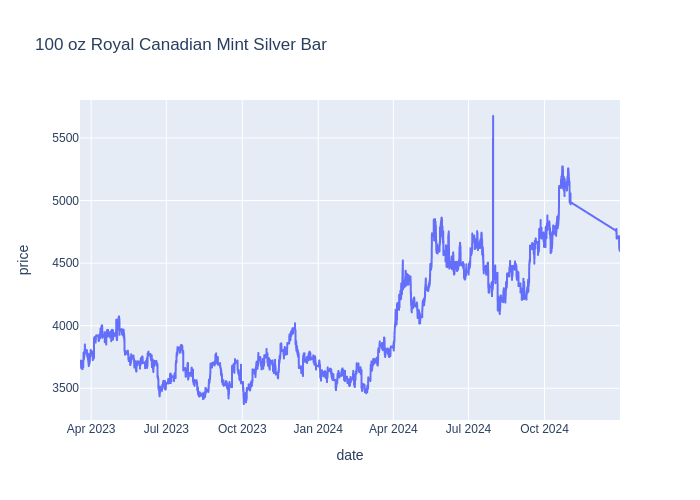 100 oz Royal Canadian Mint Silver Bar
5500
5000
4500
4000
3500
price
Apr 2023 Jul 2023 Oct 2023 Jan 2024 Apr 2024 Jul 2024 Oct 2024
date